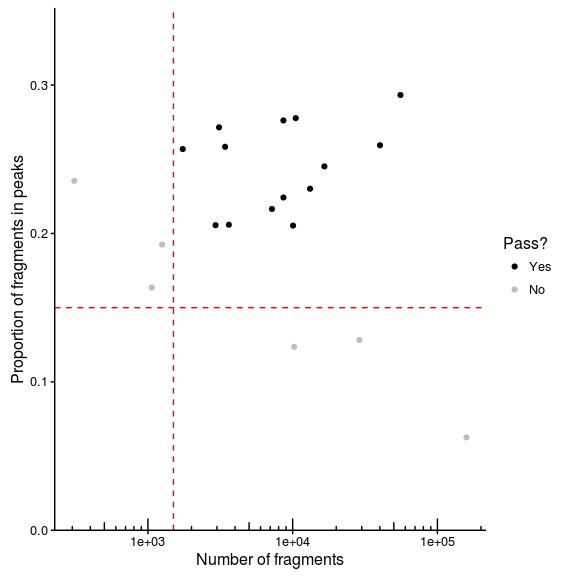 Proportion of fragments in peaks
0.3
0.2
0.1
0.0
1e+03 1e+04 1e+05
Number of fragments
Pass?
Yes
No